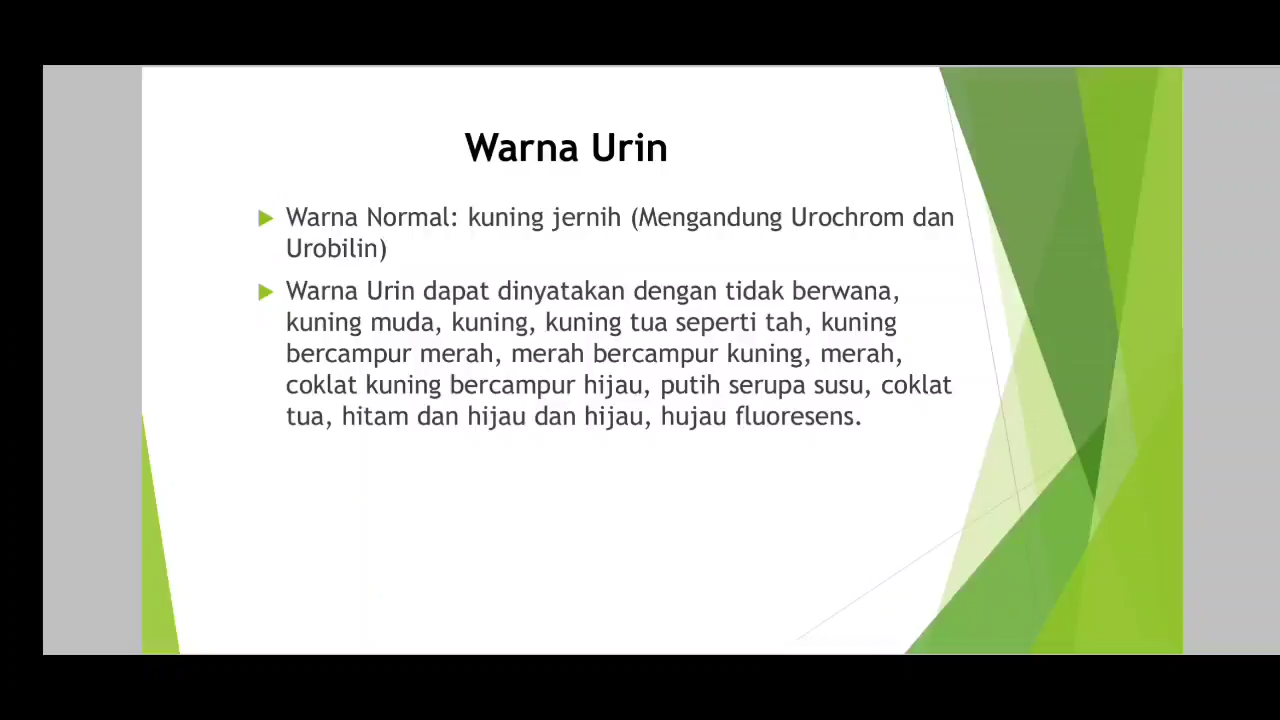 Warna Urin
Warna Normal: kuning jernih (Mengandung Urochrom dan
Urobilin)
Warna Urin dapat dinyatakan dengan tidak berwana,
kuning muda, kuning, kuning tua seperti tah, kuning
bercampur merah, merah bercampur kuning, merah,
coklat kuning bercampur hijau, putih serupa susu, coklat
tua, hitam dan hijau dan hijau, hujau fluoresens.